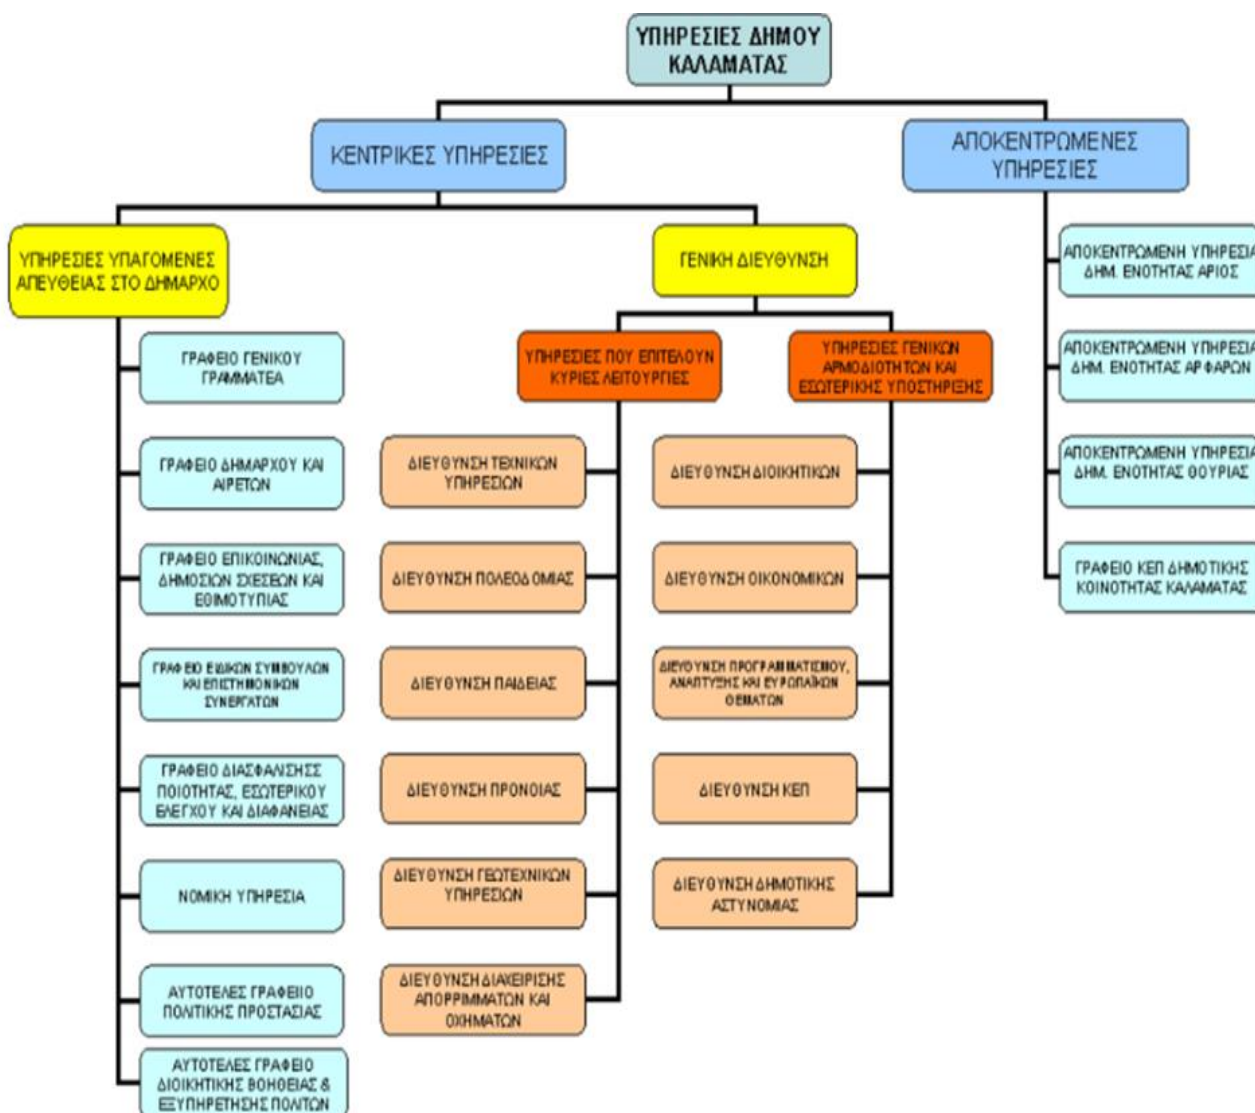 ΥΠΗΡΕΣΙΕΣ ΔΗΜΟΥ
ΚΑΛΑΜΑΤΑΣ
ΚΕΝΤΡΙΚΕΣ ΥΠΗΡΕΣΙΕΣ
ΑΠΟΚΕΝΤΡΩΜΕΝΕΣ
ΥΠΗΡΕΣΙΕΣ
ΥΠΗΡΕΣΙΕΣ ΥΠΑΓΟΜΕΝΕΣ
ΑΠΕΥΘΕΙΑΣ ΣΤΟ ΔΗΜΑΡΧΟ
ΓΕΝΙΚΗ ΔΙΕΥΘΥΝΣΗ
ΓΡΑΦΕΙΟ ΓΕΝΙΚΟΥ
ΓΡΑΜΜΑΤΕΑ
ΓΡΑΦΕΙΟ ΔΗΜΑΡΧΟΥ ΚΑΙ
ΑΙΡΕΤΩΝ
ΓΡΑΦΕΙΟ ΕΠΙΚΟΙΝΩΝΙΑΣ,
ΔΗΜΟΣΙΩΝ ΣΧΕΣΕΩΝ ΚΑΙ
ΕΘΙΜΟΤΥΠΙΑΣ
ΓΡΑΦΕΙΟ ΕΙΔΙΚΩΝ ΣΥΜΒΟΥΛΩΝ
ΚΑΙ ΕΠΙΣΤΗΜΟΝΙΚΩΝ
ΣΥΝΕΡΓΑΤΩΝ
ΓΡΑΦΕΙΟ ΔΙΑΣΦΑΛΙΣΗΣΣ
ΠΟΙΟΤΗΤΑΣ, ΕΣΩΤΕΡΙΚΟΥ
ΕΛΕΓΧΟΥ ΚΑΙ ΔΙΑΦΑΝΕΙΑΣ
ΝΟΜΙΚΗ ΥΠΗΡΕΣΙΑ
ΑΥΤΟΤΕΛΕΣ ΓΡΑΦΕΙΙΟ
ΠΟΛΙΤΙΚΗΣ ΠΡΟΣΤΑΣΙΑΣ
ΑΥΤΟΤΕΛΕΣ ΓΡΑΦΕΙΟ
ΔΙΟΙΚΗΤΙΚΗΣ ΒΟΗΘΕΙΑΣ &
ΕΞΥΠΗΡΕΤΗΣΗΣ ΠΟΛΙΤΩΝ
ΥΠΗΡΕΣΙΕΣ ΠΟΥ ΕΠΙΤΕΛΟΥΝ
ΚΥΡΙΕΣ ΛΕΙΤΟΥΡΓΙΕΣ
ΔΙΕΥΘΥΝΣΗ ΤΕΧΝΙΚΩΝ
ΥΠΗΡΕΣΙΩΝ
ΔΙΕΥΘΥΝΣΗ ΠΟΛΕΟΔΟΜΙΑΣ
ΔΙΕΥΘΥΝΣΗ ΠΑΙΔΕΙΑΣ
ΔΙΕΥΘΥΝΣΗ ΠΡΟΝΟΙΑΣ
ΔΙΕΥΘΥΝΣΗ ΓΕΩΤΕΧΝΙΚΩΝ
ΥΠΗΡΕΣΙΩΝ
ΔΙΕΥΘΥΝΣΗ ΔΙΑΧΕΙΡΙΣΗΣ
ΑΠΟΡΡΙΜΜΑΤΩΝ ΚΑΙ
ΟΧΗΜΑΤΩΝ
ΥΠΗΡΕΣΙΕΣ ΓΕΝΙΚΩΝ
ΑΡΜΟΔΙΟΤΗΤΩΝ ΚΑΙ
ΕΣΩΤΕΡΙΚΗΣ ΥΠΟΣΤΗΡΙΞΗΣ
ΔΙΕΥΘΥΝΣΗ ΔΙΟΙΚΗΤΙΚΩΝ
ΔΙΕΥΘΥΝΣΗ ΟΙΚΟΝΟΜΙΚΩΝ
ΔΙΕΥΘΥΝΣΗ ΠΡΟΓΡΑΜΜΑΤΙΣΜΟΥ,
ΑΝΑΠΤΥΞΗΣ ΚΑΙ ΕΥΡΩΠΑΪΚΩΝ
ΘΕΜΑΤΩΝ
ΔΙΕΥΘΥΝΣΗ ΚΕΠ
ΔΙΕΥΘΥΝΣΗ ΔΗΜΟΤΙΚΗΣ
ΑΣΤΥΝΟΜΙΑΣ
ΑΠΟΚΕΝΤΡΩΜΕΝΗ ΥΠΗΡΕΣΙΑ
ΔΗΜ. ΕΝΟΤΗΤΑΣ ΑΡΙΟΣ
ΑΠΟΚΕΝΤΡΩΜΕΝΗ ΥΠΗΡΕΣΙΑ
ΔΗΜ. ΕΝΟΤΗΤΑΣ ΑΡΦΑΡΩΝ
ΑΠΟΚΕΝΤΡΩΜΕΝΗ ΥΠΗΡΕΣΙΑ
ΔΗΜ. ΕΝΟΤΗΤΑΣ ΘΟΥΡΙΑΣ
ΓΡΑΦΕΙΟ ΚΕΠ ΔΗΜΟΤΙΚΗΣ
ΚΟΙΝΟΤΗΤΑΣ ΚΑΛΑΜΑΤΑΣ